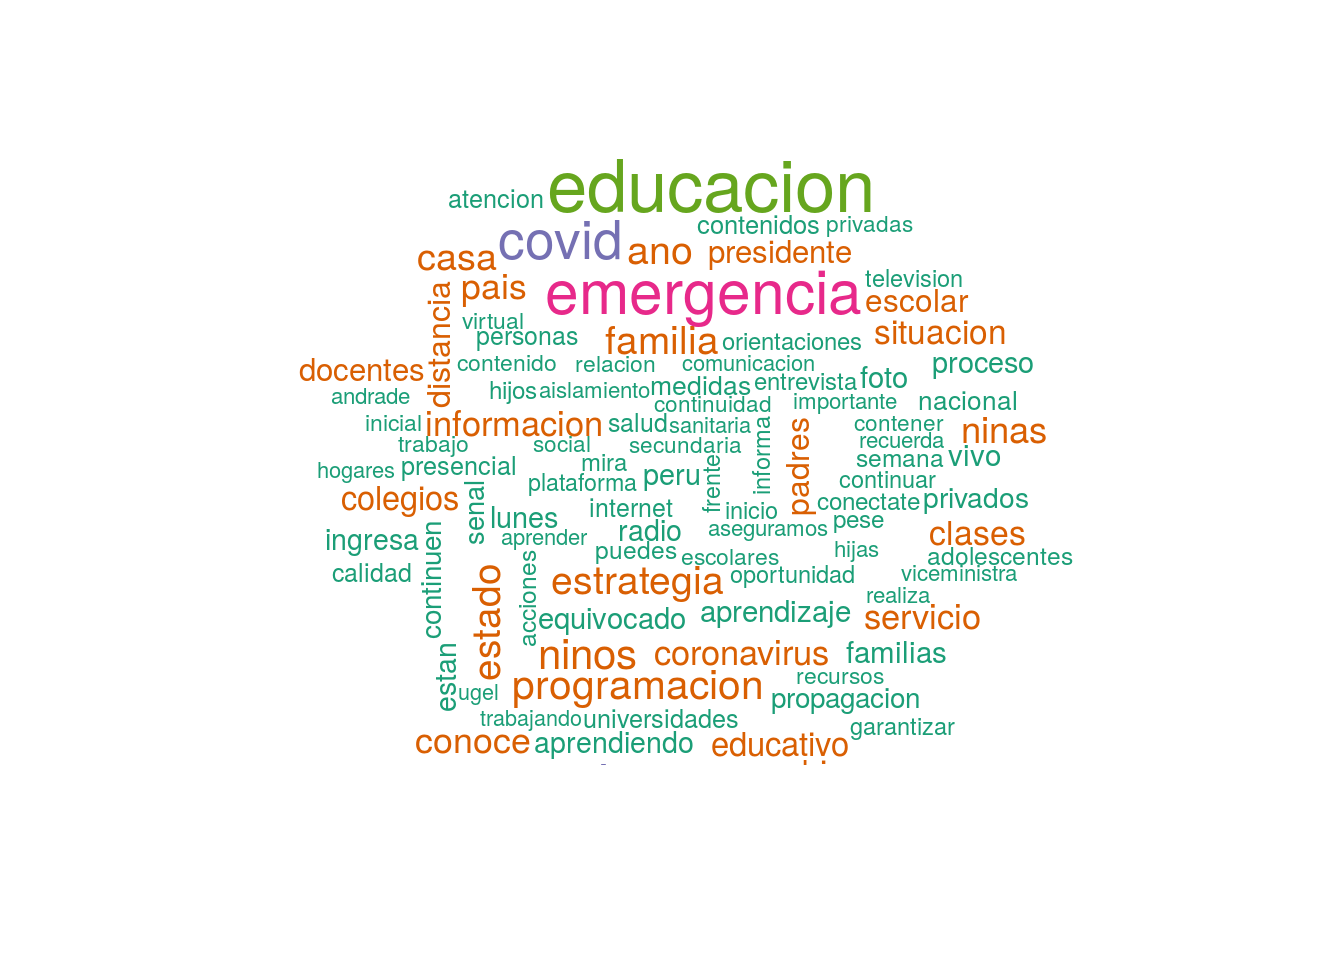 educacion
atencion
contenidos privadas
covid ano presidente
casa
television
pais emergencia escolar
distancia
virtual
personas familia orientaciones situacion
docentes contenido relacion comunicacion proceso
hijos aislamiento medidas entrevista foto
andrade continuidad importante nacional
inicial informacion salud sanitaria contener ninas
trabajo social secundaria informa padres recuerda
hogares presencial mira semana vivo
plataforma peru frente continuar
colegios senal internet conectate privados
lunes radio inicio
ingresa aprender aseguramos pese clases
continuen puedes escolares hijas adolescentes
calidad estrategia oportunidad viceministra
estado acciones realiza
equivocado aprendizaje servicio
estan ninos coronavirus familias
ugel programacion recursos
propagacion
trabajando universidades garantizar
conoce aprendiendo educativo